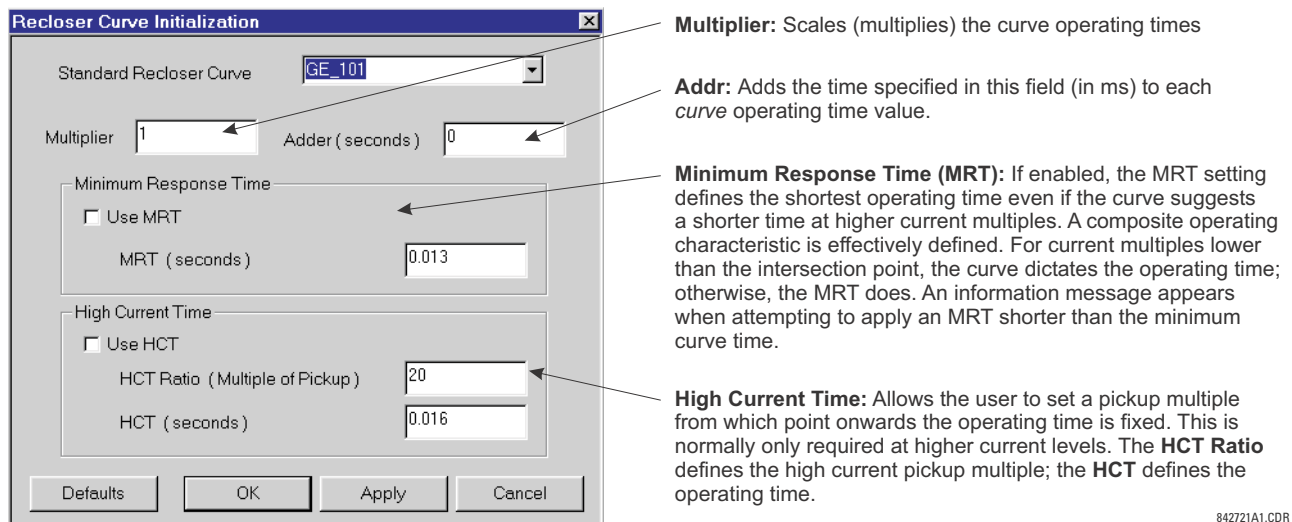 Recloser Curve Initialization
Standard Recloser Curve
GE_101
Multiplier
1
Adder ( seconds )
0
Minimum Response Time
Use MRT
MRT ( seconds )
0.013
High Current Time
Use HCT
HCT Ratio ( Multiple of Pickup )
20
HCT ( seconds )
0.016
Defaults
OK
Apply
Cancel
Multiplier: Scales (multiplies) the curve operating times
Addr: Adds the time specified in this field (in ms) to each
curve operating time value.
Minimum Response Time (MRT): If enabled, the MRT setting
defines the shortest operating time even if the curve suggests
a shorter time at higher current multiples. A composite operating
characteristic is effectively defined. For current multiples lower
than the intersection point, the curve dictates the operating time;
otherwise, the MRT does. An information message appears
when attempting to apply an MRT shorter than the minimum
curve time.
High Current Time: Allows the user to set a pickup multiple
from which point onwards the operating time is fixed. This is
normally only required at higher current levels. The HCT Ratio
defines the high current pickup multiple; the HCT defines the
operating time.
842721A1.CDR